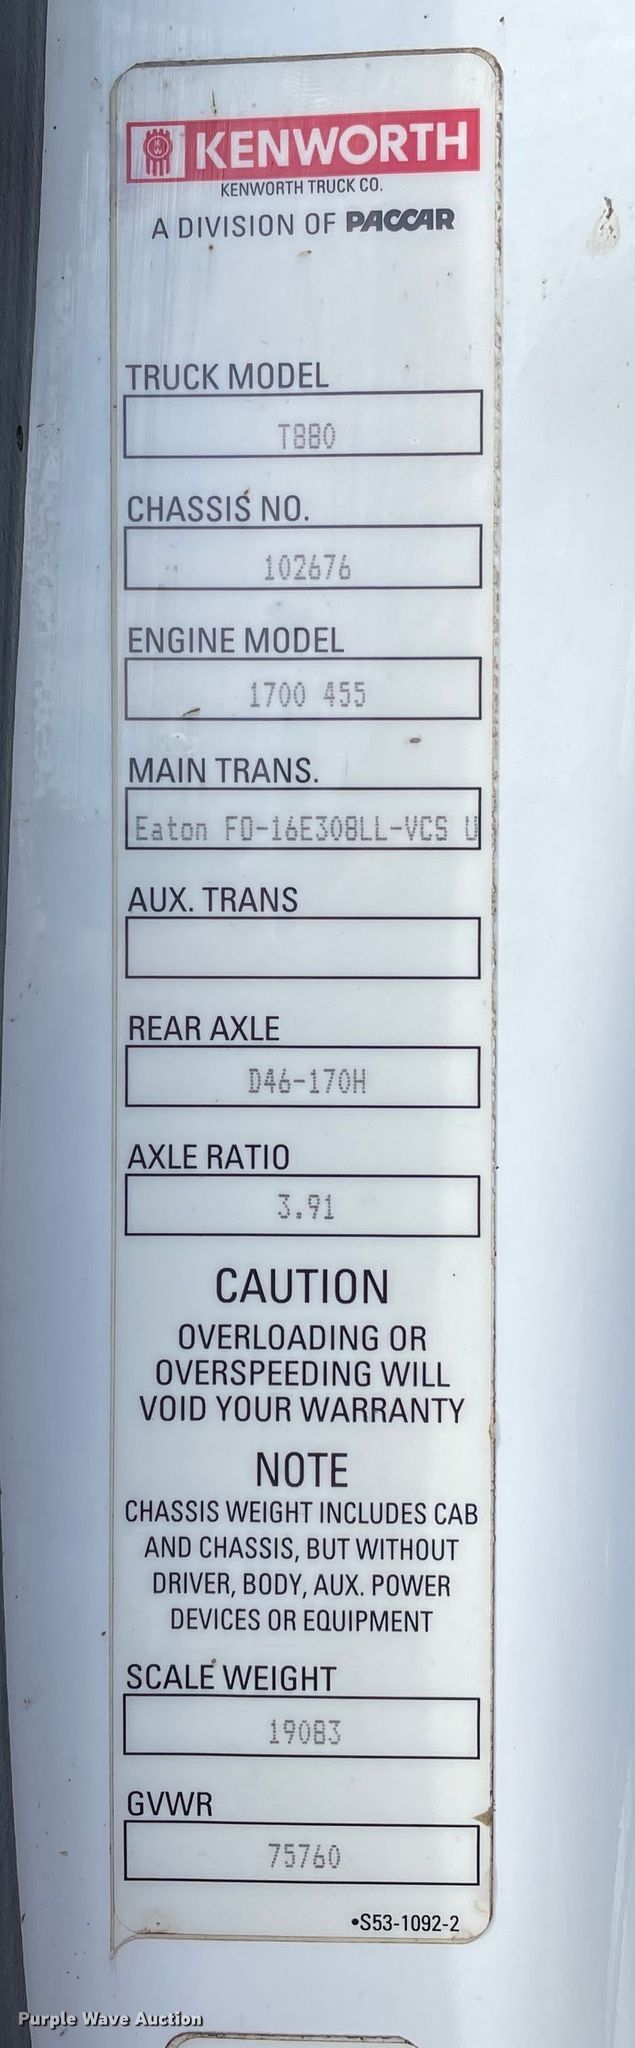 KENWORTH
KENWORTH TRUCK CO.
A DIVISION OF PACCAR
TRUCK MODEL
T880
CHASSIS NO.
102676
ENGINE MODEL
1700 455
MAIN TRANS.
Eaton FO-16E308LL-VCS U
AUX. TRANS
REAR AXLE
D46-170H
AXLE RATIO
3.91
CAUTION
OVERLOADING OR
OVERSPEEDING WILL
VOID YOUR WARRANTY
NOTE
CHASSIS WEIGHT INCLUDES CAB
AND CHASSIS, BUT WITHOUT
DRIVER, BODY, AUX. POWER
DEVICES OR EQUIPMENT
SCALE WEIGHT
19083
GVWR
75760
•S53-1092-2
Purple Wave Auction